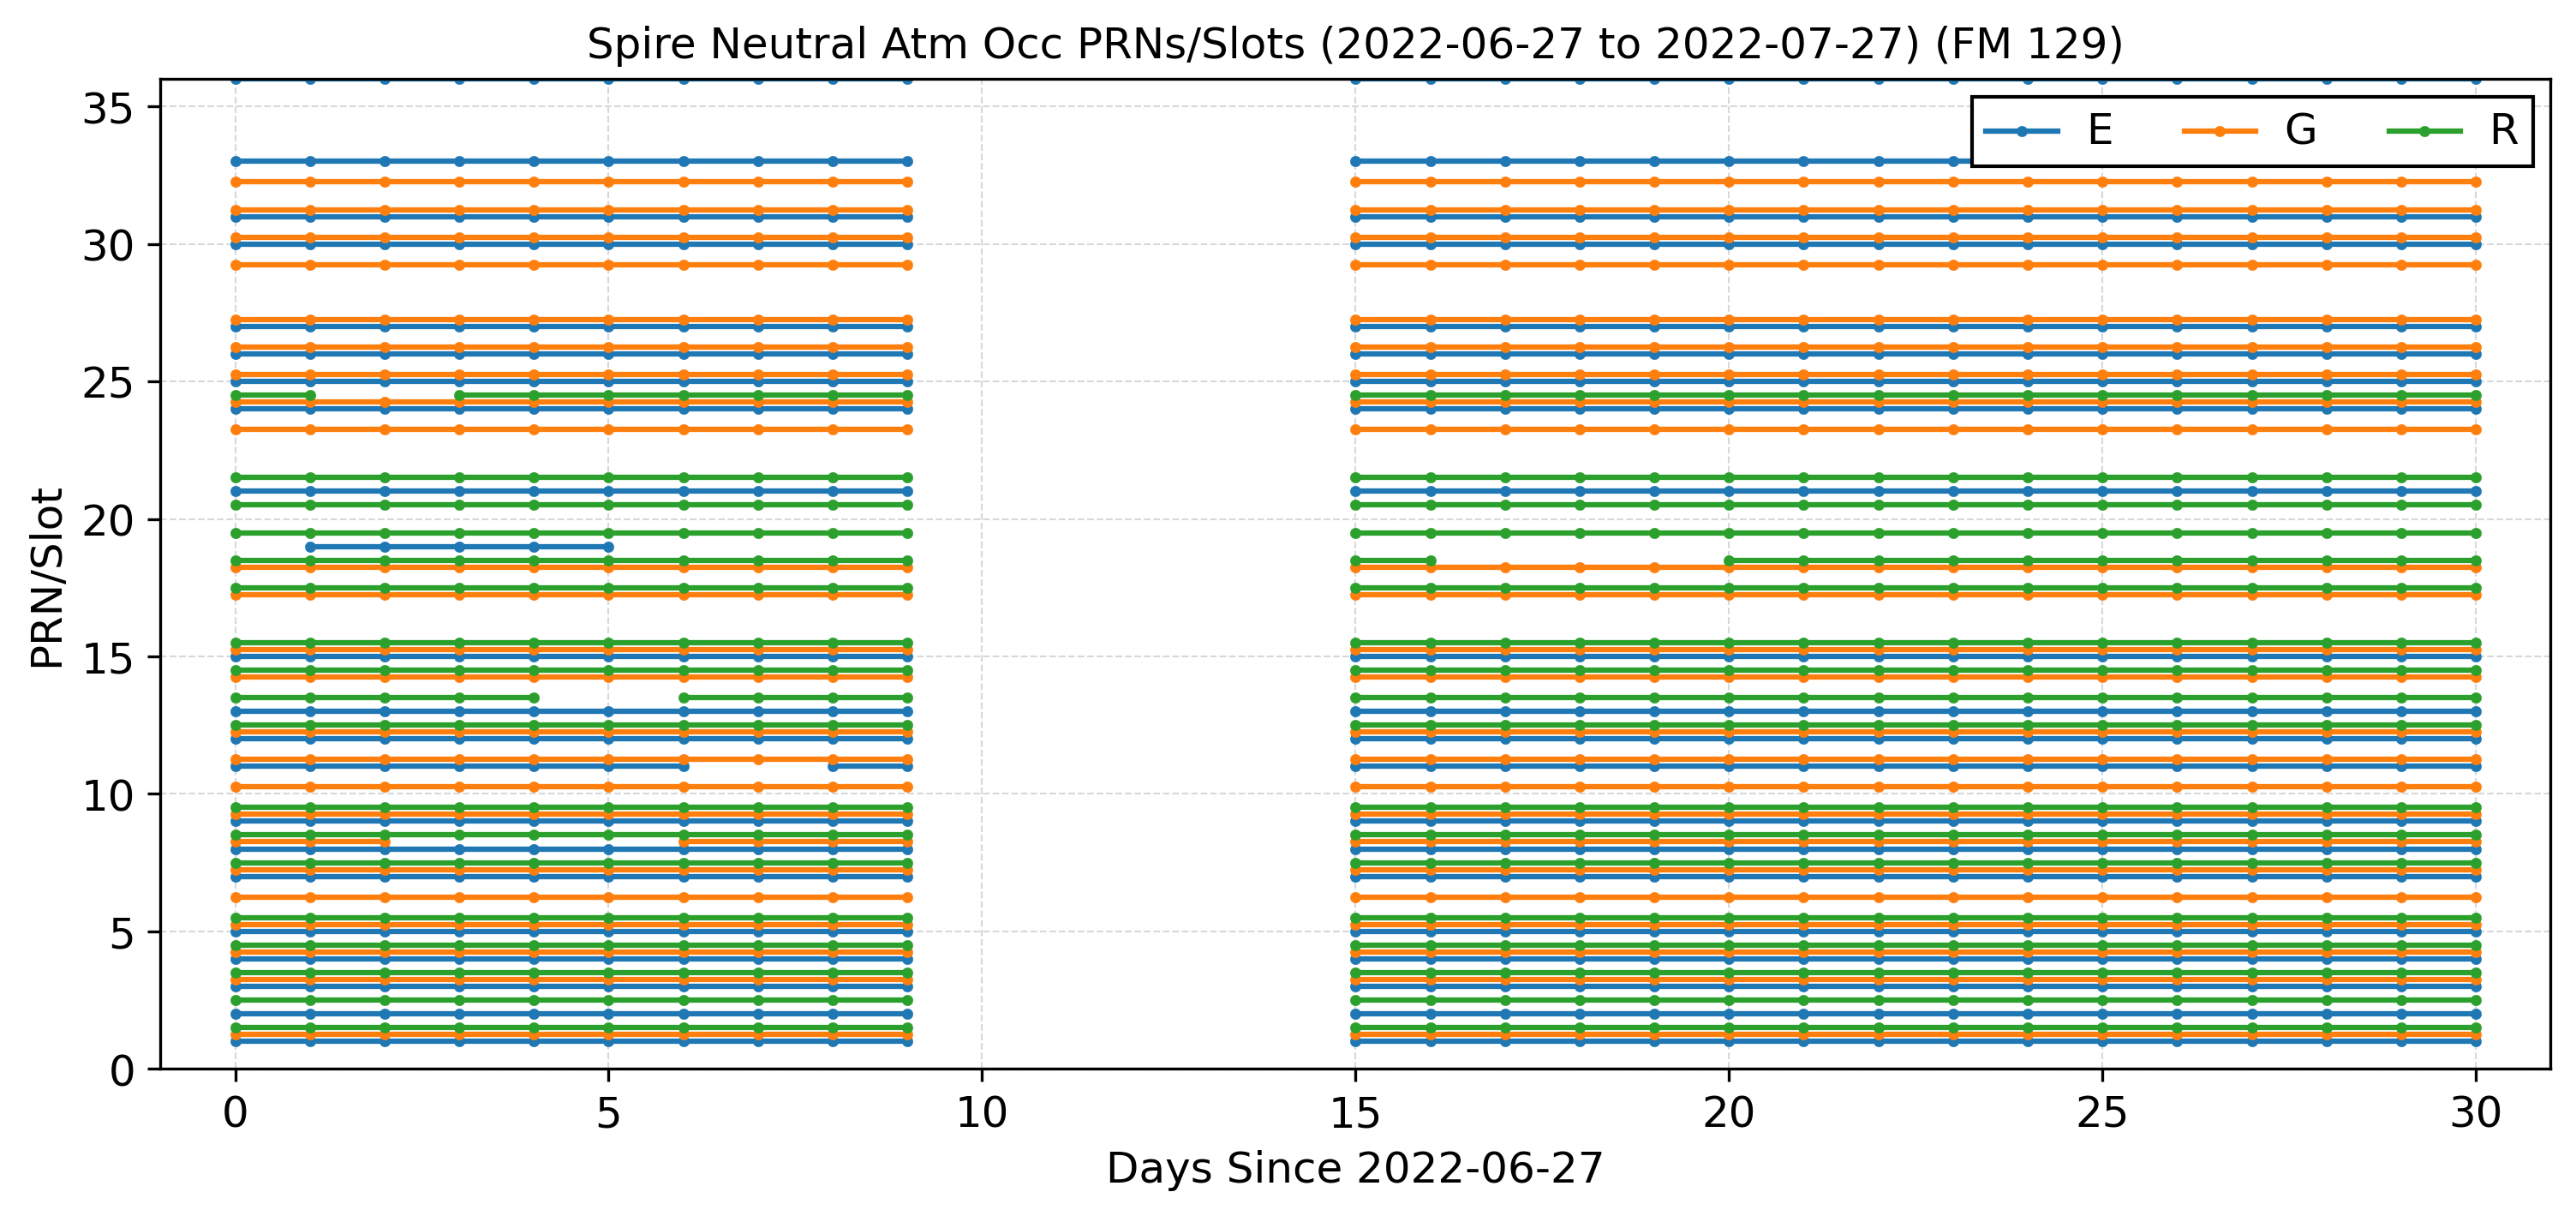 Spire Neutral Atm Occ PRNs/Slots (2022-06-27 to 2022-07-27) (FM 129)
E G R
PRN/Slot
35
30
25
20
15
10
5
0
0 5 10 15 20 25 30
Days Since 2022-06-27